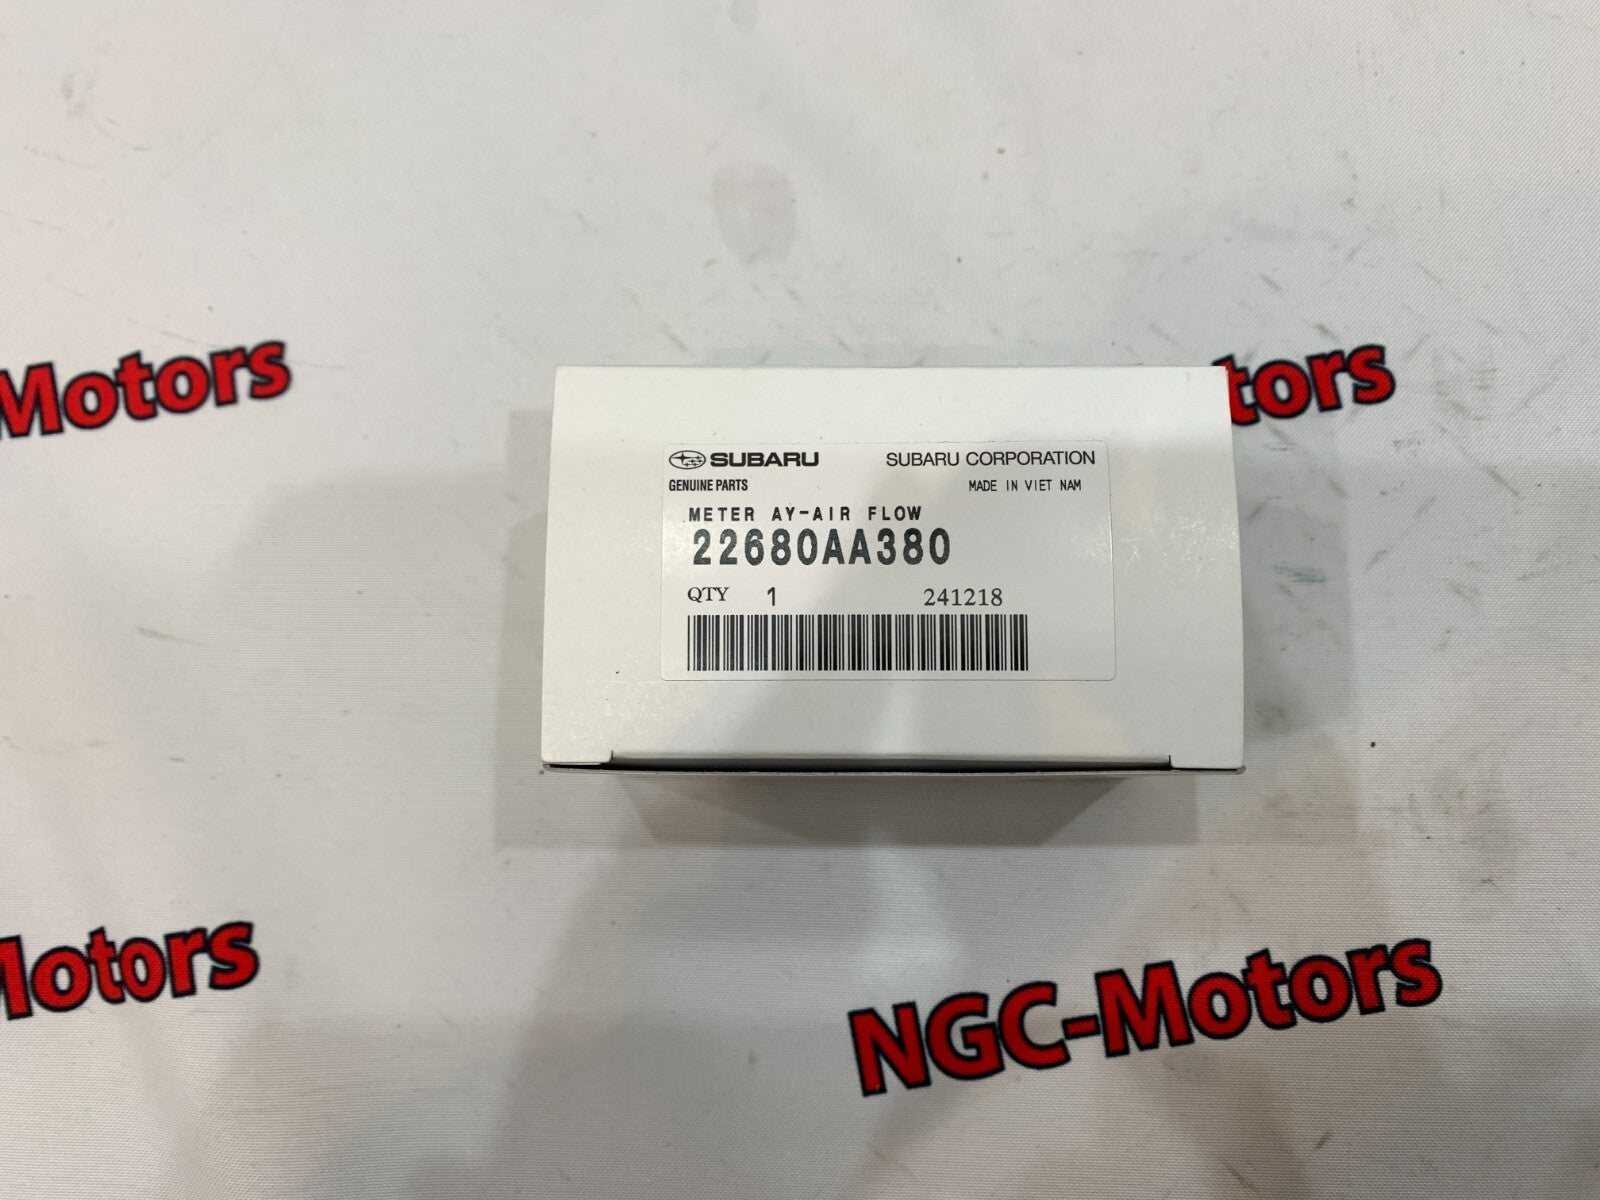 Motors
tors
SUBARU SUBARU CORPORATION
GENUINE PARTS MADE IN VIET NAM
METER AY-AIR FLOW
22680AA380
QTY 1 241218
Motors
NGC-Motors